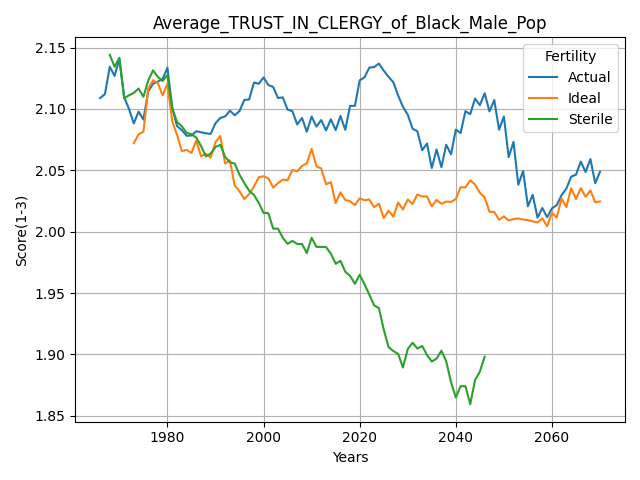 Average_TRUST_IN_CLERGY_of_Black_Male_Pop
Fertility
Actual
Ideal
Sterile
Score(1-3)
2.15
2.10
2.05
2.00
1.95
1.90
1.85
1980
2000
2020
2040
2060
Years